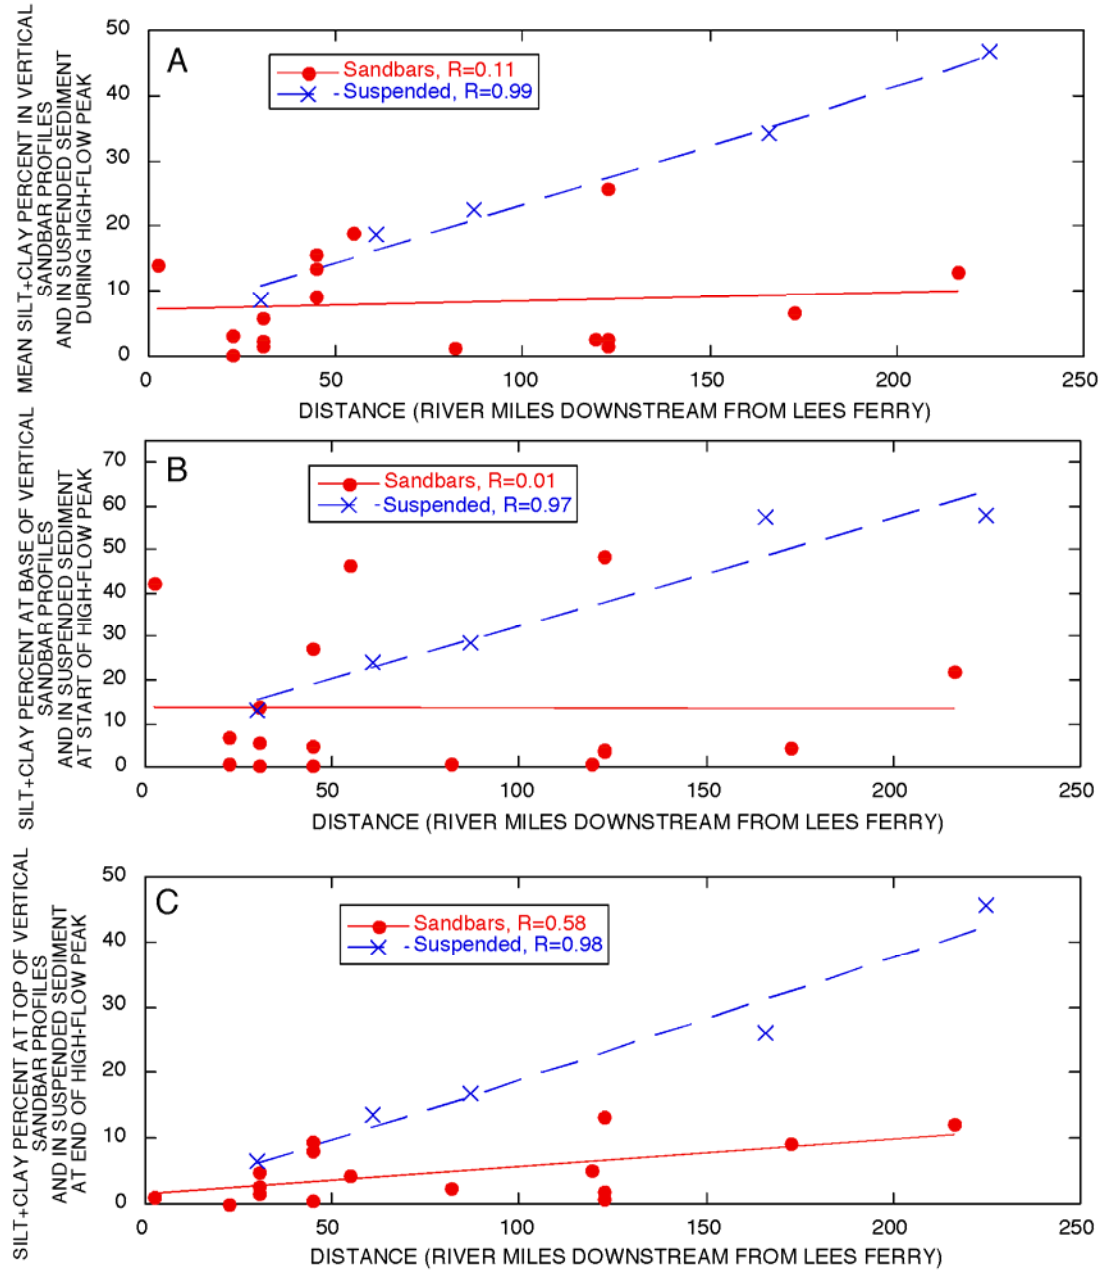 MEAN SILT+CLAY PERCENT IN VERTICAL
SANDBAR PROFILES
AND IN SUSPENDED SEDIMENT
DURING HIGH-FLOW PEAK
A
Sandbars, R=0.11
- Suspended, R=0.99
50
40
30
20
10
0
0 50 100 150 200 250
DISTANCE (RIVER MILES DOWNSTREAM FROM LEES FERRY)
SILT+CLAY PERCENT AT BASE OF VERTICAL
SANDBAR PROFILES
AND IN SUSPENDED SEDIMENT
AT START OF HIGH-FLOW PEAK
B
Sandbars, R=0.01
-Suspended, R=0.97
70
60
50
40
30
20
10
0
0 50 100 150 200 250
DISTANCE (RIVER MILES DOWNSTREAM FROM LEES FERRY)
SILT+CLAY PERCENT AT TOP OF VERTICAL
SANDBAR PROFILES
AND IN SUSPENDED SEDIMENT
AT END OF HIGH-FLOW PEAK
C
Sandbars, R=0.58
- Suspended, R=0.98
50
40
30
20
10
0
0 50 100 150 200 250
DISTANCE (RIVER MILES DOWNSTREAM FROM LEES FERRY)